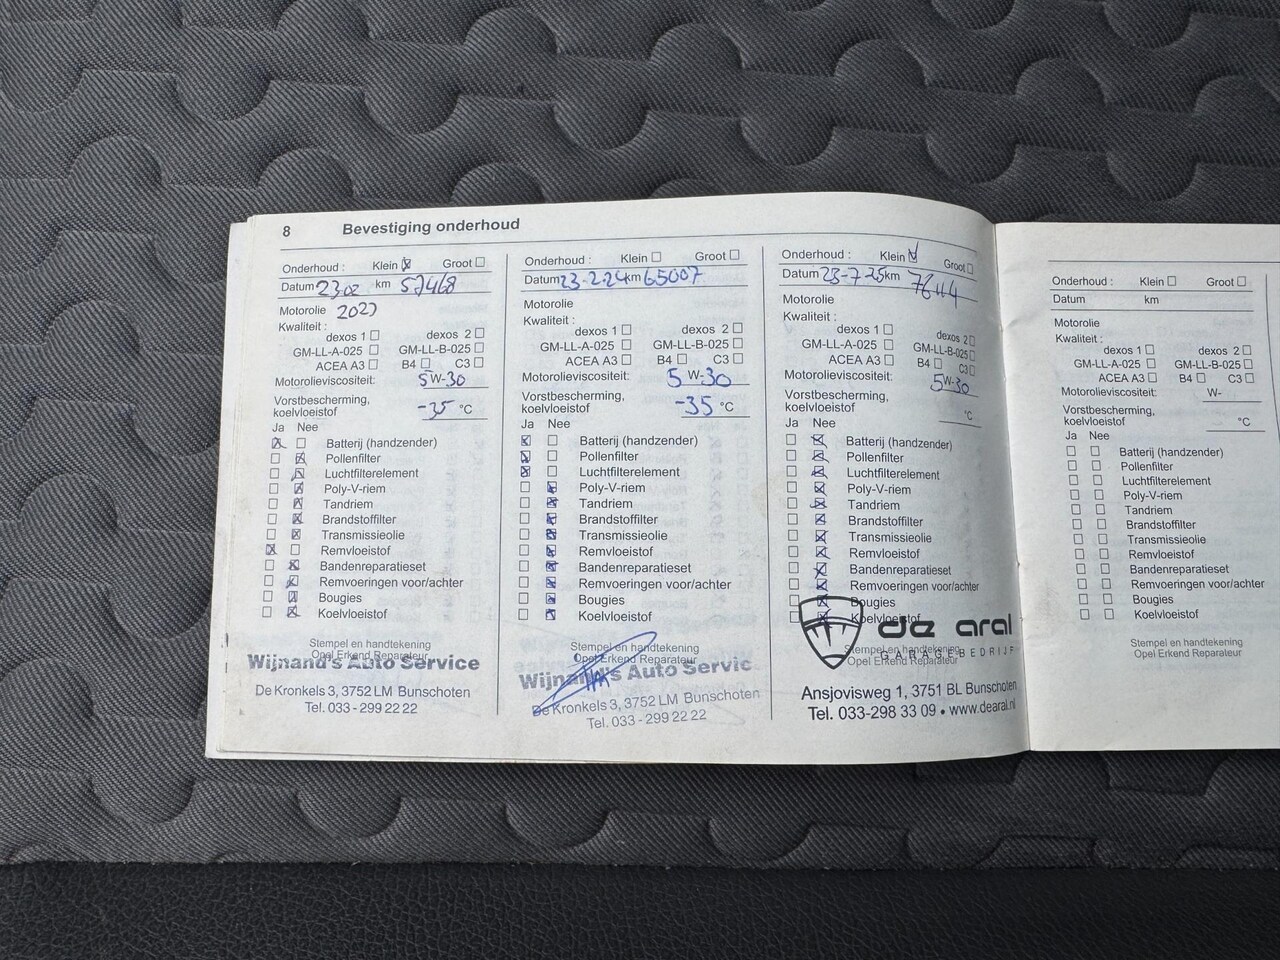 8 Bevestiging onderhoud
Onderhoud : Klein Groot
Datum 23 02 km 57468
Motorolie 2023
Kwaliteit :
dexos 1 dexos 2
GM-LL-A-025 GM-LL-B-025
ACEA A3 B4 C3
Motorolieviscositeit: 5W-30
Vorstbescherming,
koelvloeistof -35 °C
Ja Nee
Batterij (handzender)
Pollenfilter
Luchtfilterelement
Poly-V-riem
Tandriem
Brandstoffilter
Transmissieolie
Remvloeistof
Bandenreparatieset
Remvoeringen voor/achter
Bougies
Koelvloeistof
Stempel en handtekening
Opel Erkend Reparateur
Wijnand's Auto Service
De Kronkels 3, 3752 LM Bunschoten
Tel. 033 - 299 22 22
Onderhoud : Klein Groot
Datum 23-2-24 km 65007
Motorolie
Kwaliteit :
dexos 1 dexos 2
GM-LL-A-025 GM-LL-B-025
ACEA A3 B4 C3
Motorolieviscositeit: 5 W-30
Vorstbescherming,
koelvloeistof -35 °C
Ja Nee
Batterij (handzender)
Pollenfilter
Luchtfilterelement
Poly-V-riem
Tandriem
Brandstoffilter
Transmissieolie
Remvloeistof
Bandenreparatieset
Remvoeringen voor/achter
Bougies
Koelvloeistof
Stempel en handtekening
Opel Erkend Reparateur
Wijnand's Auto Servic
De Kronkels 3, 3752 LM Bunschoten
Tel. 033 - 299 22 22
Onderhoud : Klein Groot
Datum 23-7-25 km
Motorolie
Kwaliteit :
dexos 1 dexos 2
GM-LL-A-025 GM-LL-B-025
ACEA A3 B4 C3
Motorolieviscositeit: 5W-30
Vorstbescherming,
koelvloeistof °C
Ja Nee
Batterij (handzender)
Pollenfilter
Luchtfilterelement
Poly-V-riem
Tandriem
Brandstoffilter
Transmissieolie
Remvloeistof
Bandenreparatieset
Remvoeringen voor/achter
Bougies
Koelvloeistof
de aral
Stempel en handtekening
GARAGEBEDRIJF
Opel Erkend Reparateur
Ansjovisweg 1, 3751 BL Bunschoten
Tel. 033-298 33 09 • www.dearal.nl
Onderhoud : Klein Groot
Datum km
Motorolie
Kwaliteit :
dexos 1 dexos 2
GM-LL-A-025 GM-LL-B-025
ACEA A3 B4 C3
Motorolieviscositeit: W-
Vorstbescherming,
koelvloeistof °C
Ja Nee
Batterij (handzender)
Pollenfilter
Luchtfilterelement
Poly-V-riem
Tandriem
Brandstoffilter
Transmissieolie
Remvloeistof
Bandenreparatieset
Remvoeringen voor/achter
Bougies
Koelvloeistof
Stempel en handtekening
Opel Erkend Reparateur